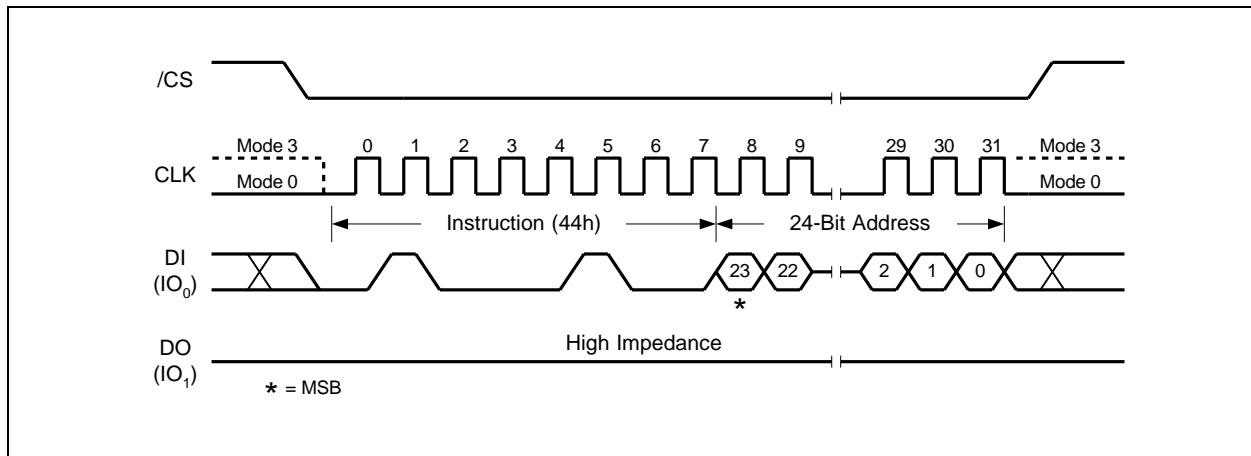 /CS
Mode 3 0 1 2 3 4 5 6 7 8 9 29 30 31 Mode 3
CLK
Mode 0 Mode 0
Instruction (44h) 24-Bit Address
DI
(IO0)
23 22 2 1 0
*
High Impedance
DO
(IO1)
* = MSB